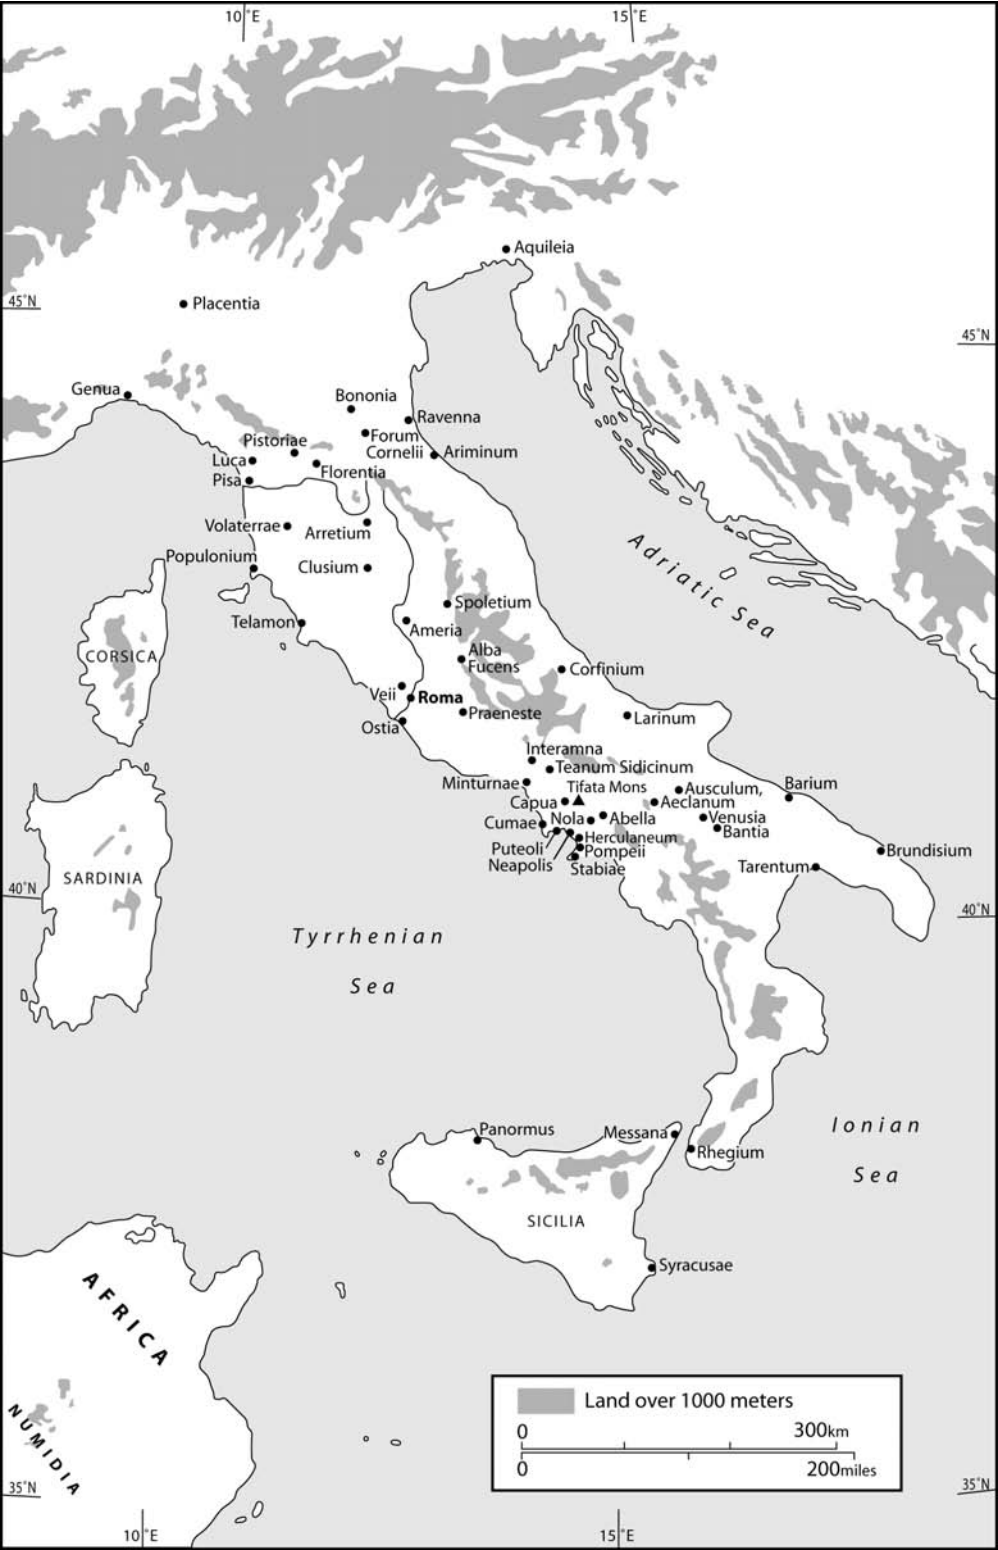 10°E
15°E
Aquileia
45°N
Placentia
45°N
Genua
Bononia
Ravenna
Forum
Cornelii
Ariminum
Pistoriae
Luca
Florentia
Pisa
Volaterrae
Arretium
Populonium
Clusium
Adriatic Sea
Spoletium
Telamon
Ameria
Alba
Fucens
CORSICA
Corfinium
Veii
Roma
Praeneste
Ostia
Larinum
Interamna
Teanum Sidicinum
Minturnae
Tifata Mons
Ausculum,
Barium
Capua
Aeclanum
Cumae
Nola
Abella
Venusia
Bantia
Herculaneum
Puteoli
Pompeii
Neapolis
Stabiae
Tarentum
Brundisium
SARDINIA
40°N
40°N
Tyrrhenian
Sea
Panormus
Messana
Rhegium
Ionian
Sea
SICILIA
Syracusae
AFRICA
NUMIDIA
Land over 1000 meters
0
300km
0
200miles
35°N
35°N
10°E
15°E